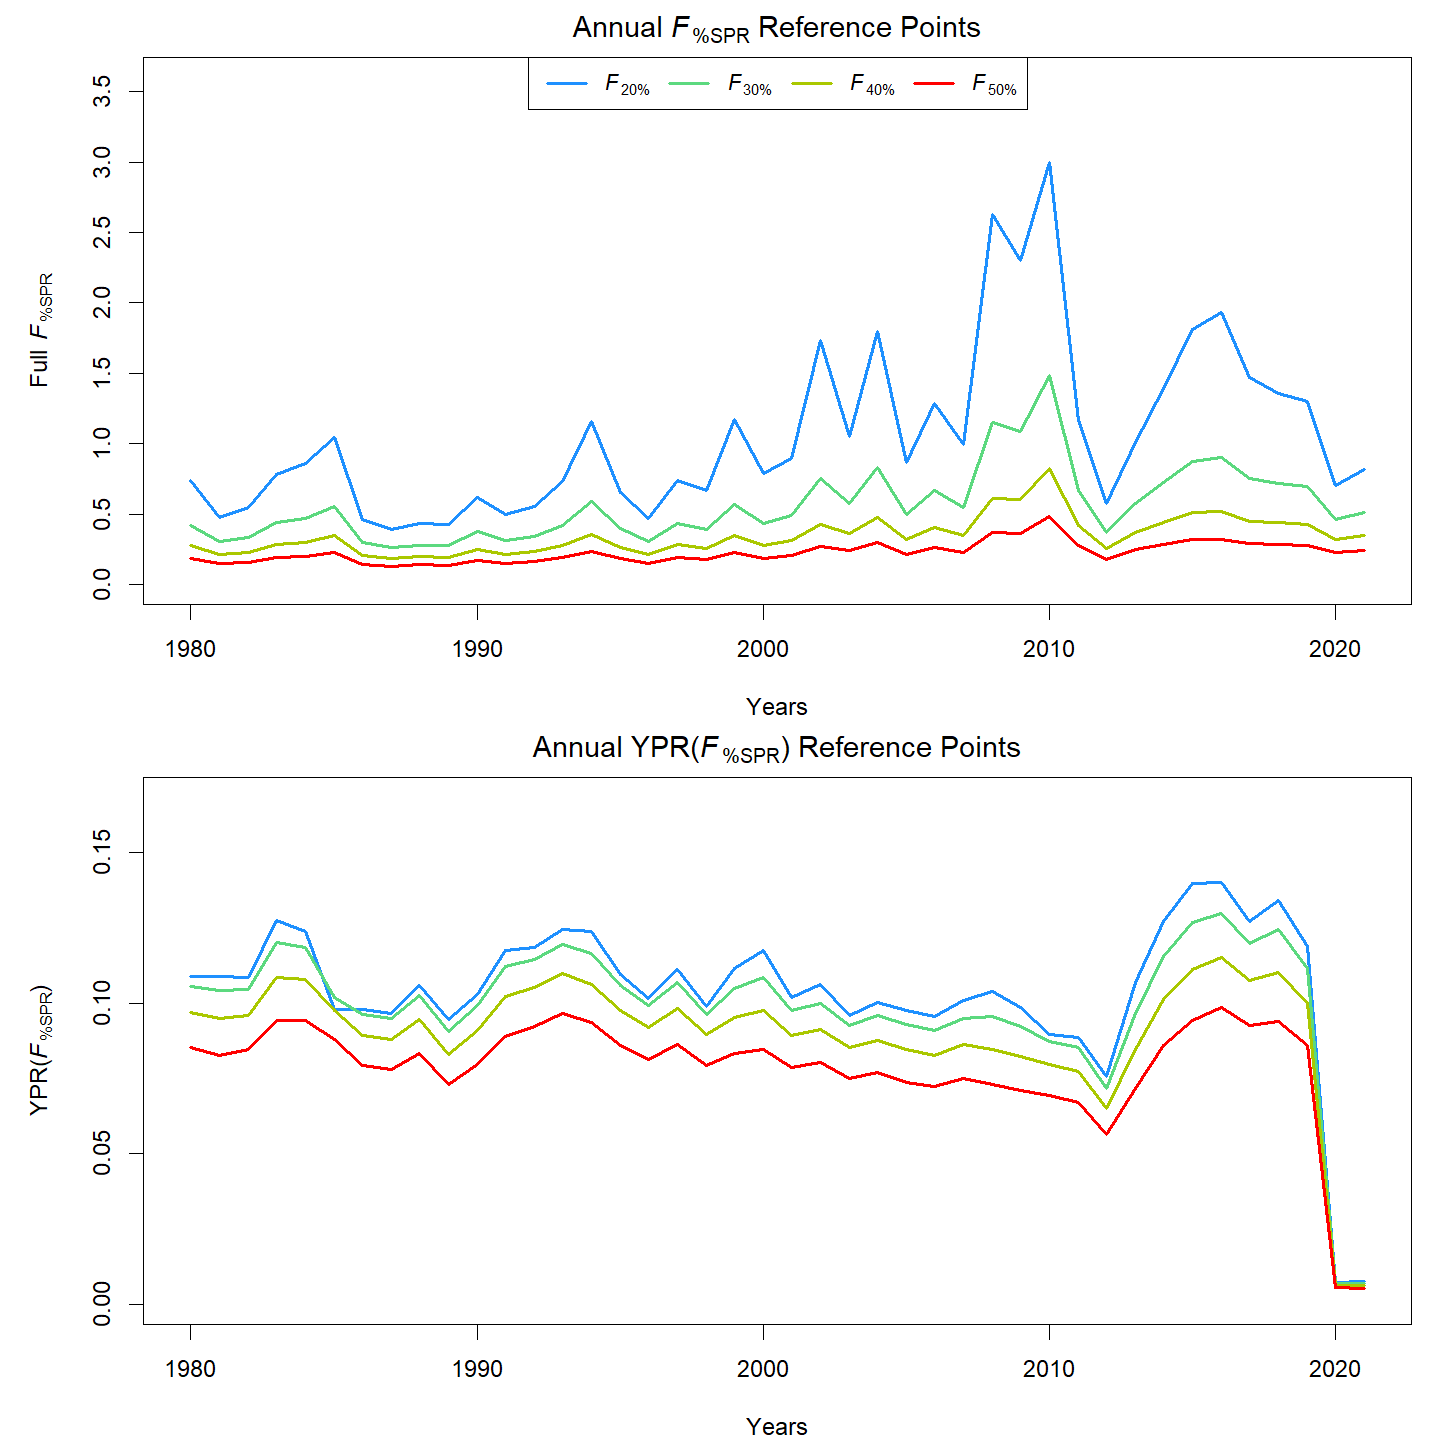 Annual F%SPR Reference Points
F20% F30% F40% F50%
Full F%SPR
3.5
3.0
2.5
2.0
1.5
1.0
0.5
0.0
1980 1990 2000 2010 2020
Years
Annual YPR(F%SPR) Reference Points
YPR(F%SPR)
0.15
0.10
0.05
0.00
1980 1990 2000 2010 2020
Years